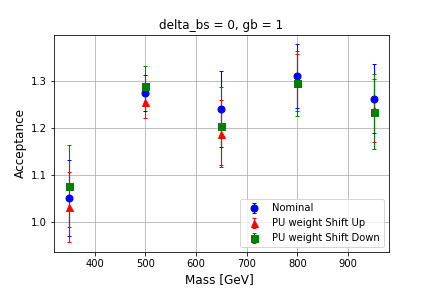 delta_bs = 0, gb = 1
1.3
1.2
1.1
1.0
Acceptance
400
500
600
700
800
900
Mass [GeV]
Nominal
PU weight Shift Up
PU weight Shift Down